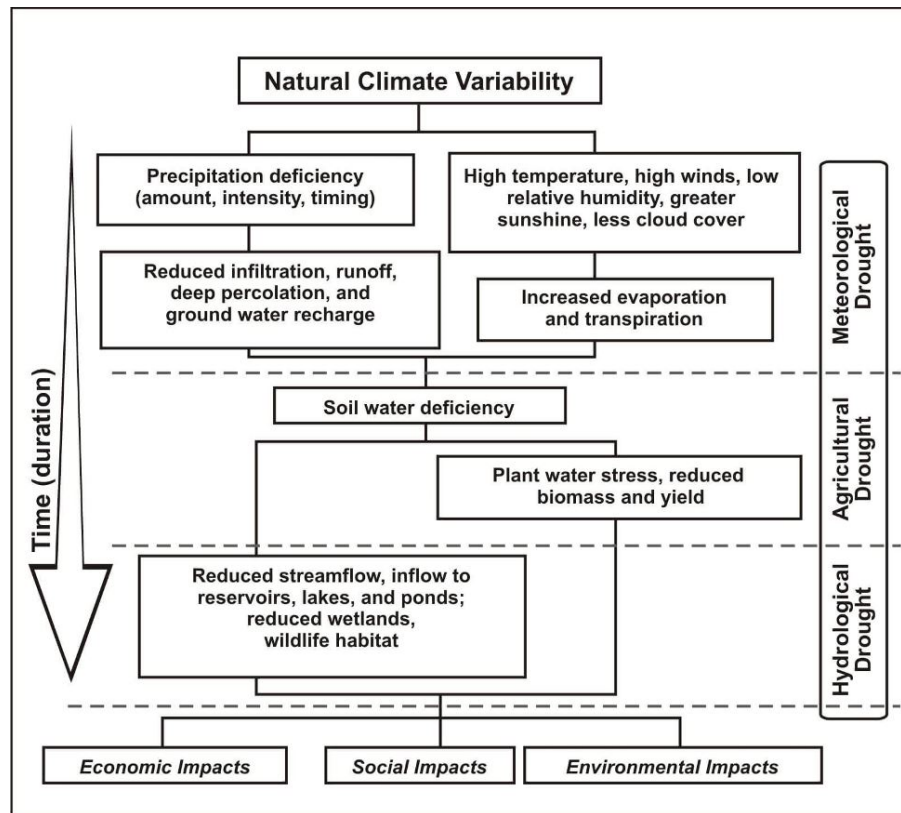 Natural Climate Variability
Precipitation deficiency
(amount, intensity, timing)
High temperature, high winds, low
relative humidity, greater
sunshine, less cloud cover
Reduced infiltration, runoff,
deep percolation, and
ground water recharge
Increased evaporation
and transpiration
Meteorological
Drought
Time (duration)
Soil water deficiency
Plant water stress, reduced
biomass and yield
Agricultural
Drought
Reduced streamflow, inflow to
reservoirs, lakes, and ponds;
reduced wetlands,
wildlife habitat
Hydrological
Drought
Economic Impacts
Social Impacts
Environmental Impacts